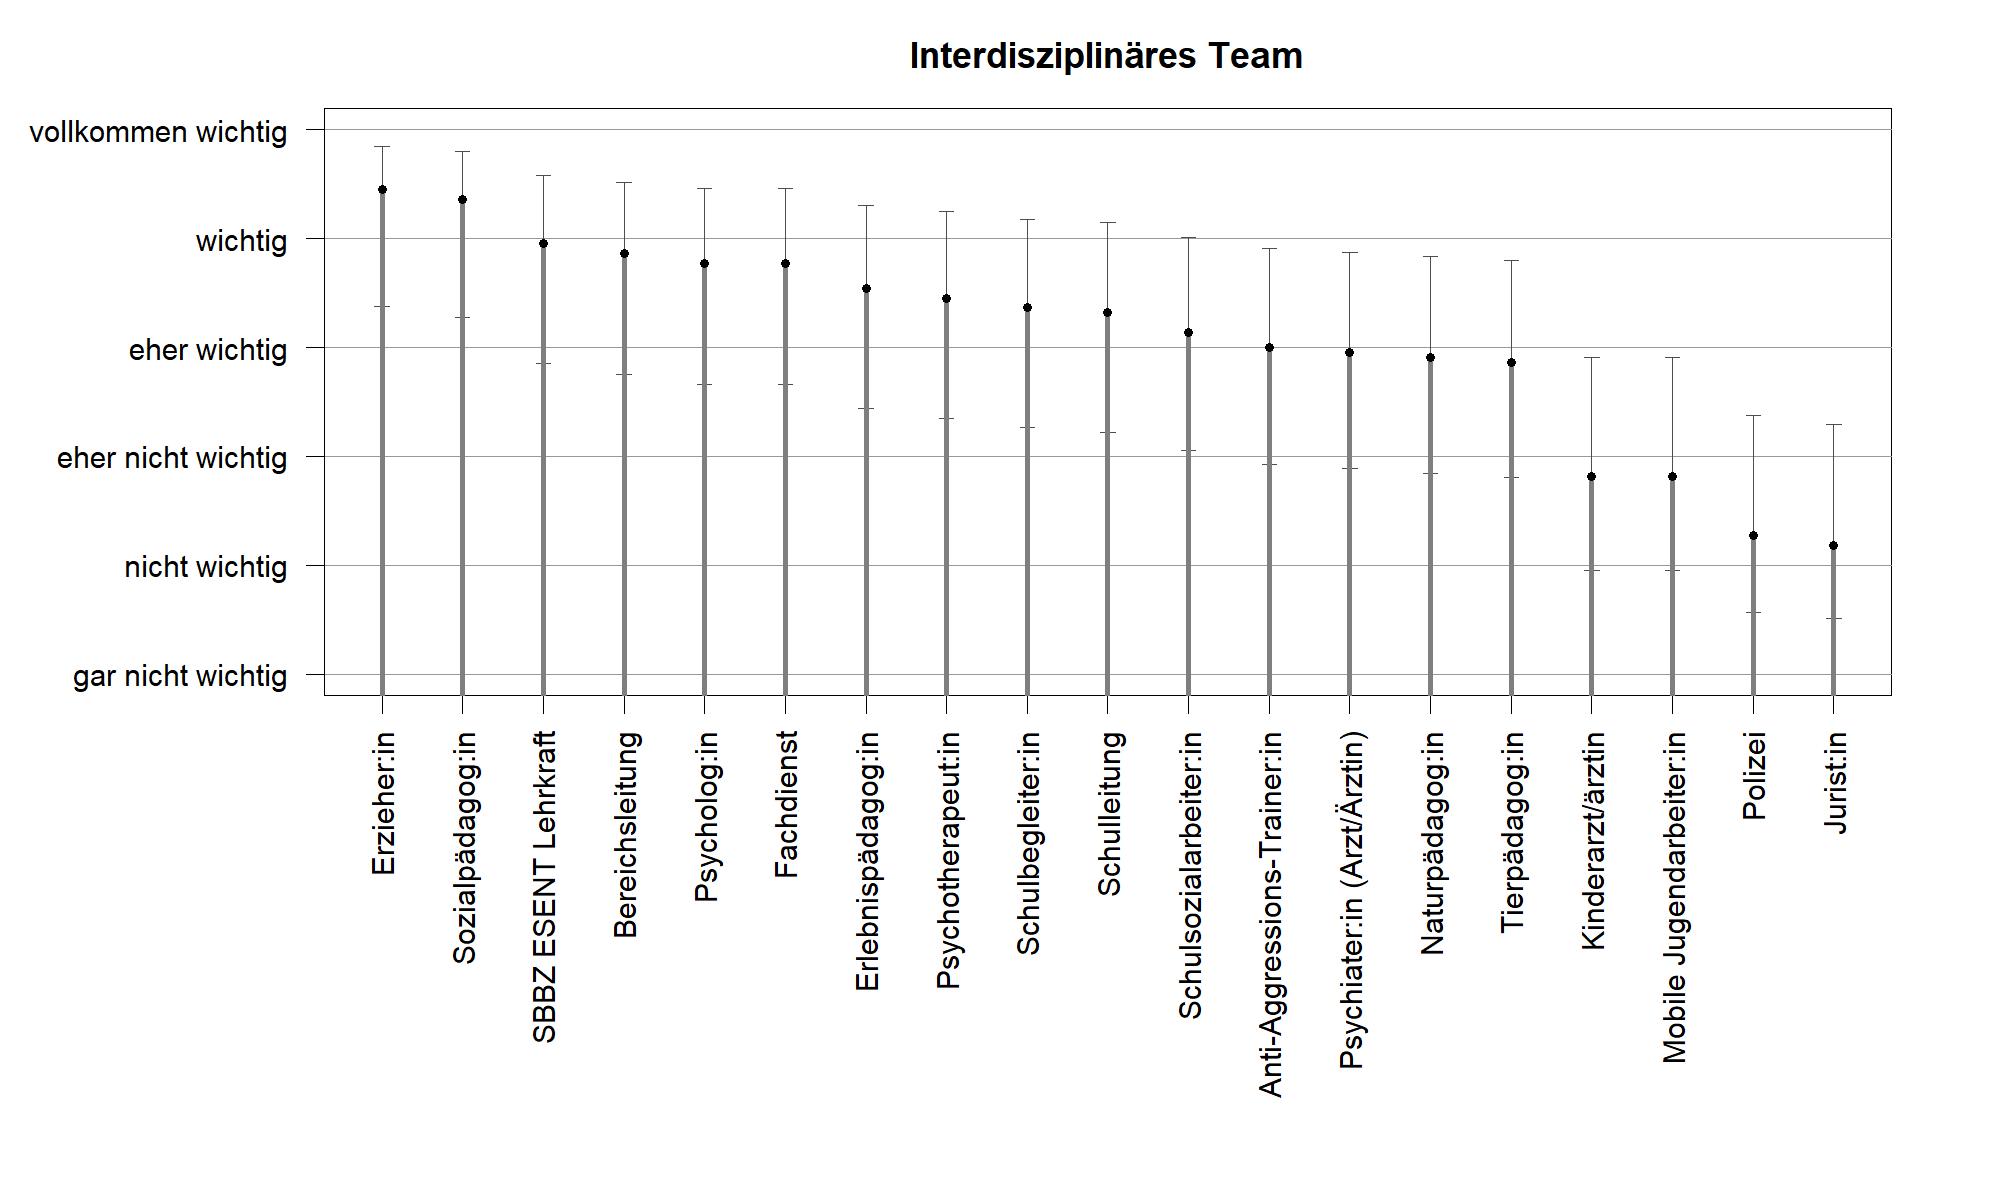 Interdisziplinäres Team
vollkommen wichtig
wichtig
eher wichtig
eher nicht wichtig
nicht wichtig
gar nicht wichtig
Erzieher:in
Sozialpädagog:in
SBBZ ESENT Lehrkraft
Bereichsleitung
Psycholog:in
Fachdienst
Erlebnispädagog:in
Psychotherapeut:in
Schulbegleiter:in
Schulleitung
Schulsozialarbeiter:in
Anti-Aggressions-Trainer:in
Psychiater:in (Arzt/Ärztin)
Naturpädagog:in
Tierpädagog:in
Kinderarzt/ärztin
Mobile Jugendarbeiter:in
Polizei
Jurist:in